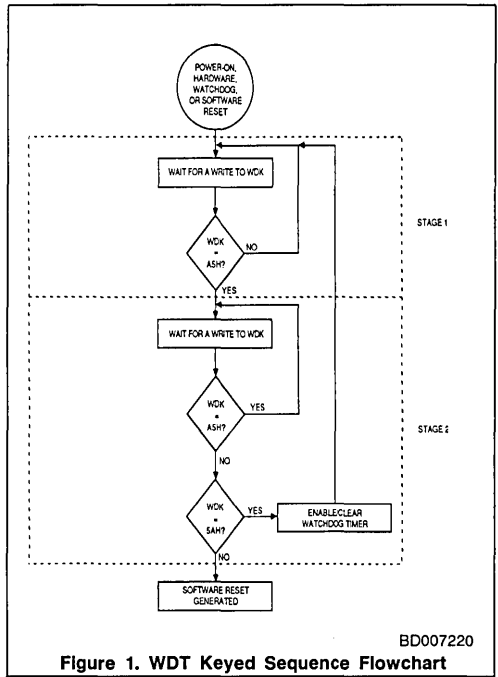 POWER-ON,
HARDWARE,
WATCHDOG,
OR SOFTWARE
RESET
WAIT FOR A WRITE TO WDK
STAGE 1
WDK
=
A5H?
NO
YES
WAIT FOR A WRITE TO WDK
WDK
=
A5H?
YES
STAGE 2
NO
WDK
=
5AH?
YES
ENABLE/CLEAR
WATCHDOG TIMER
NO
SOFTWARE RESET
GENERATED
BD007220
Figure 1. WDT Keyed Sequence Flowchart